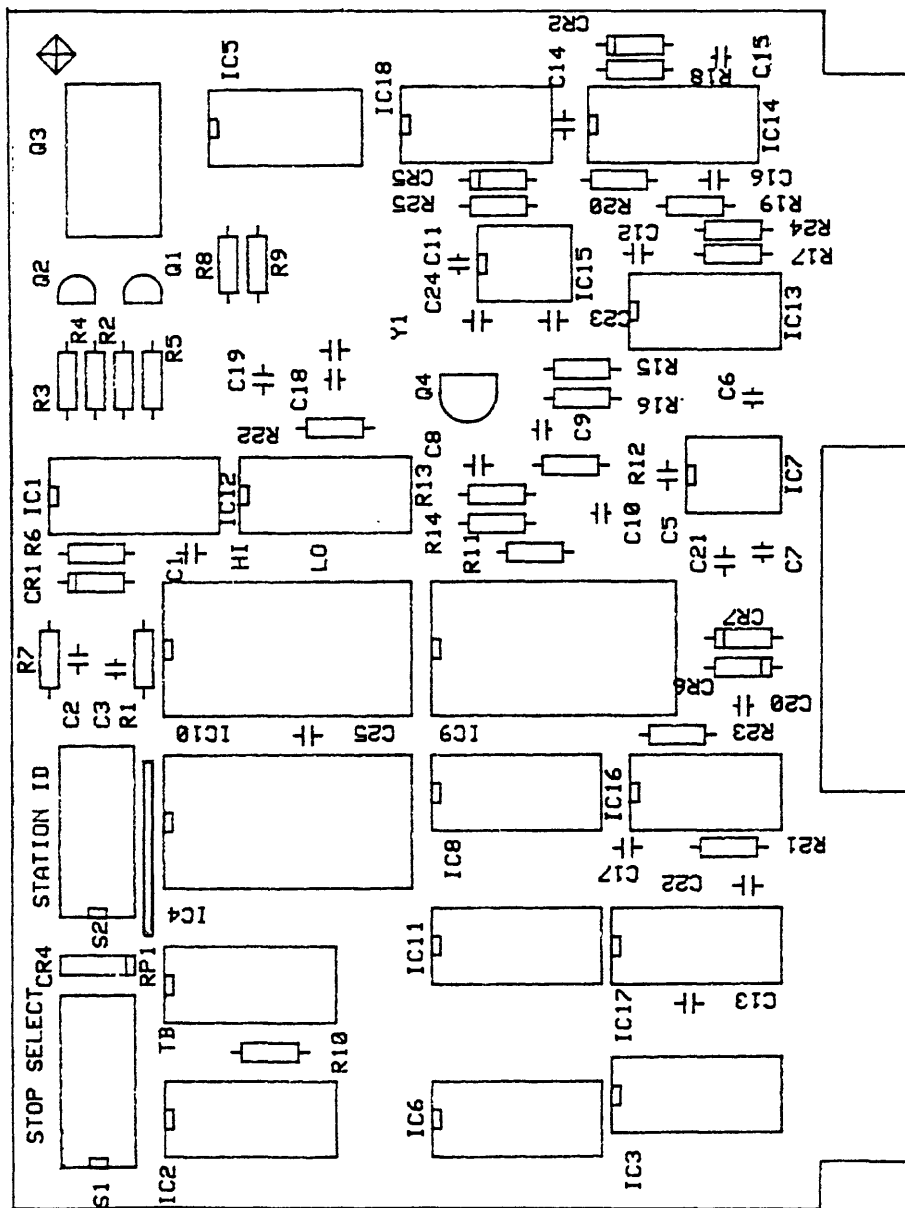 CR2
C15
R18
C14
IC14
IC18
IC5
Q3
CR5
R25
R20
C16
R19
R24
R17
C12
C11
C24
IC15
C23
IC13
Q2
Q1
R8
R9
R4
R2
R3
R5
C19
C18
Y1
Q4
R15
R16
C6
R22
C8
C9
R12
IC7
IC1
IC12
R13
R14
R11
C10
C5
C21
C7
R6
CR1
C1
HI
LO
R7
C2
C3
R1
IC10
C25
IC9
CR7
CR6
C20
R23
STATION ID
S2
IC4
IC8
IC16
C17
R21
C22
STOP SELECT
CR4
RP1
IC11
IC17
C13
TB
R10
S1
IC2
IC6
IC3